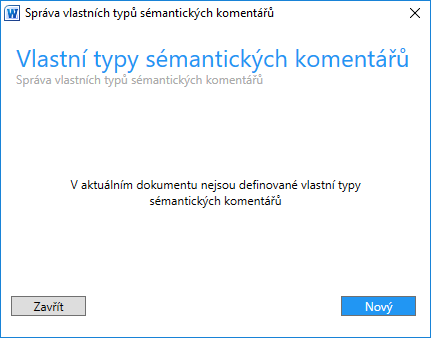 Správa vlastních typů sémantických komentářů
Vlastní typy sémantických komentářů
Správa vlastních typů sémantických komentářů
V aktuálním dokumentu nejsou definované vlastní typy
sémantických komentářů
Zavřít
Nový